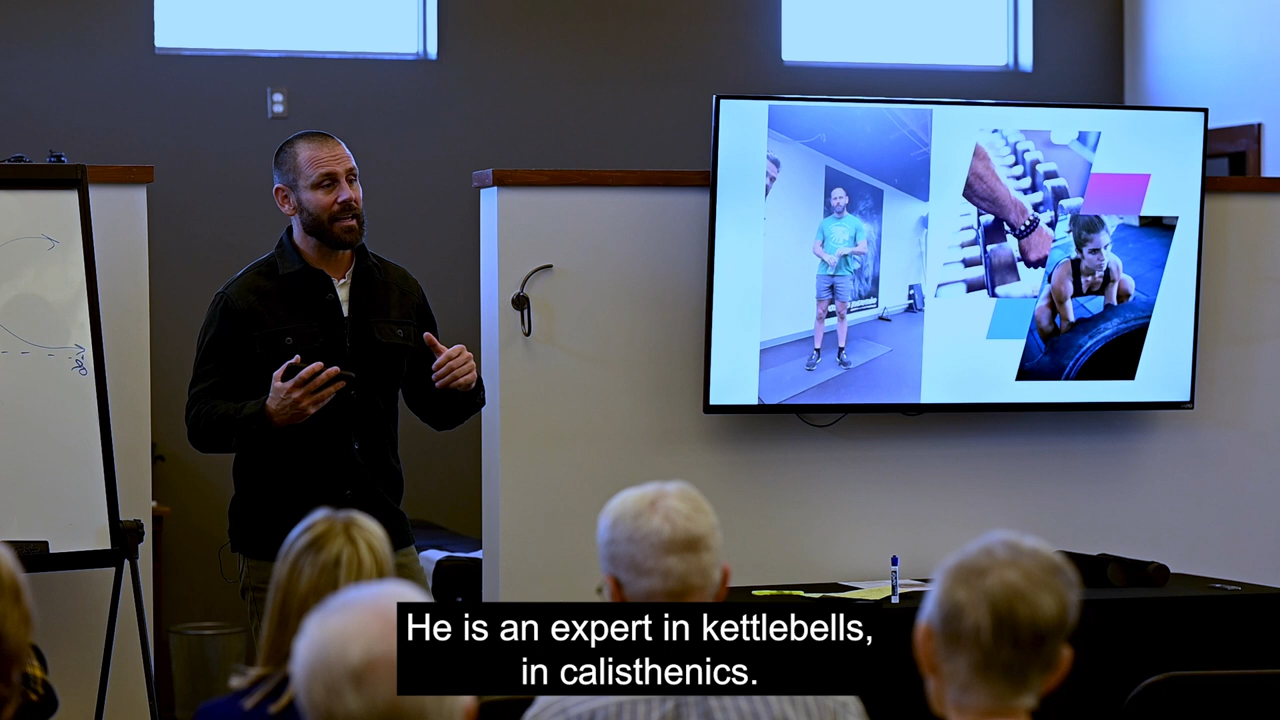 He is an expert in kettlebells,
in calisthenics.